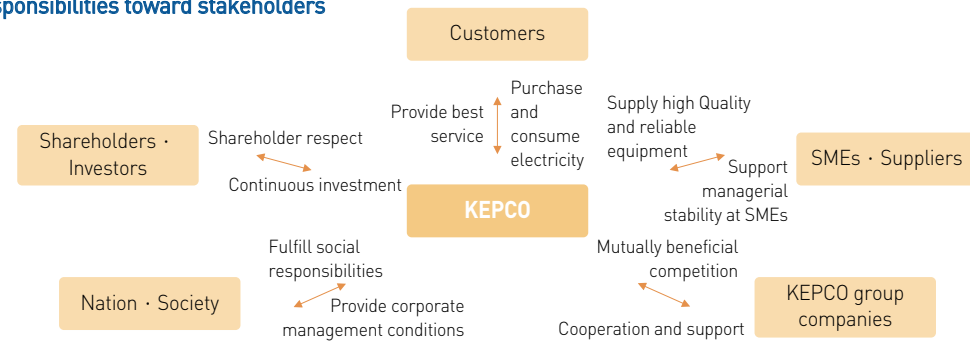 sponsibilities toward stakeholders
Customers
Provide best
service
Purchase
and
consume
electricity
Supply high Quality
and reliable
equipment
Support
managerial
stability at SMEs
SMEs · Suppliers
Shareholders ·
Investors
Shareholder respect
Continuous investment
KEPCO
Fulfill social
responsibilities
Provide corporate
management conditions
Nation · Society
Mutually beneficial
competition
Cooperation and support
KEPCO group
companies